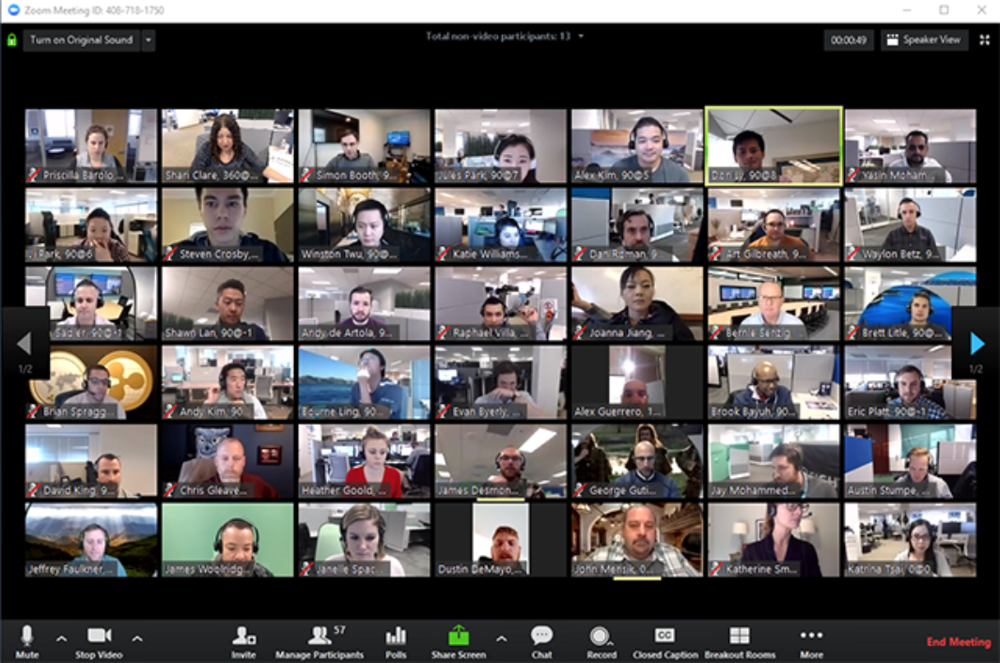 Zoom Meeting ID: 408-718-1750
Turn on Original Sound
Total non-video participants: 13
00:00:49
Speaker View
Priscilla Barolo...
Shari Clare, 360@...
Simon Booth, 9...
Jules Park, 90@7
Alex Kim, 90@5
Don Ly, 90@8
Yasin Moham...
Ji Park, 90@6
Steven Crosby,...
Winston Twu, 90@...
Katie Williams...
Dan Roman, 9...
Art Gilbreath, 9...
Waylon Betz, 9...
Sadler, 90@-1
Shawn Lan, 90@-1
Andy de Artola, 9...
Raphael Villa, ...
Joanna Jiang, ...
Bernie Senzig, ...
Brett Litle, 90@...
1/2
1/2
Brian Spragg...
Andy Kim, 90...
Bourne Ling, 90...
Evan Byerly, ...
Alex Guerrero, 1...
Brook Bayuh, 90...
Eric Platt, 90@-1
David King, 9...
Chris Gleave...
Heather Goold, ...
James Desmon...
George Guti...
Jay Mohammed...
Austin Stumpe, ...
Jeffrey Faulkner,...
James Woolridg...
Janelle Spac...
Dustin DeMayo,...
John Mersik, 0...
Katherine Sm...
Katrina Tsai, 0@0
57
Mute
Stop Video
Invite
Manage Participants
Polls
Share Screen
Chat
Record
CC
Closed Caption
Breakout Rooms
More
End Meeting